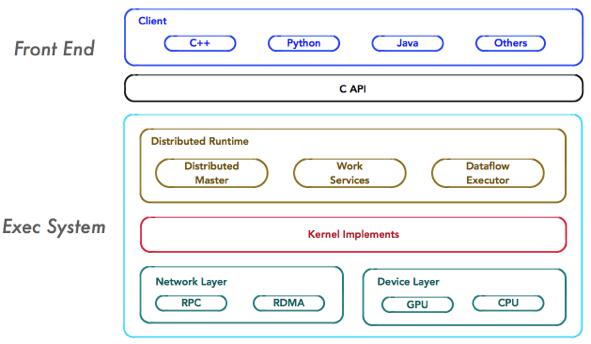 Front End
Client
C++
Python
Java
Others
C API
Exec System
Distributed Runtime
Distributed
Master
Work
Services
Dataflow
Executor
Kernel Implements
Network Layer
RPC
RDMA
Device Layer
GPU
CPU